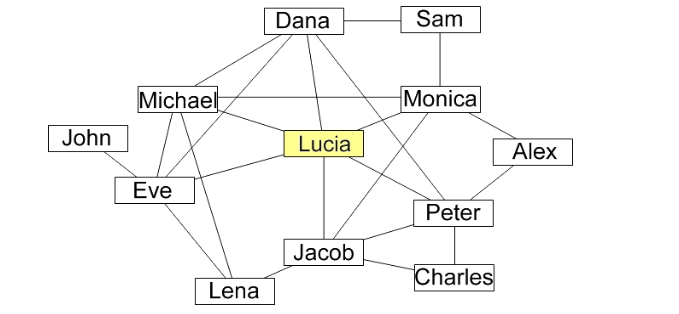 Dana
Sam
Michael
Monica
John
Lucia
Alex
Eve
Peter
Jacob
Charles
Lena